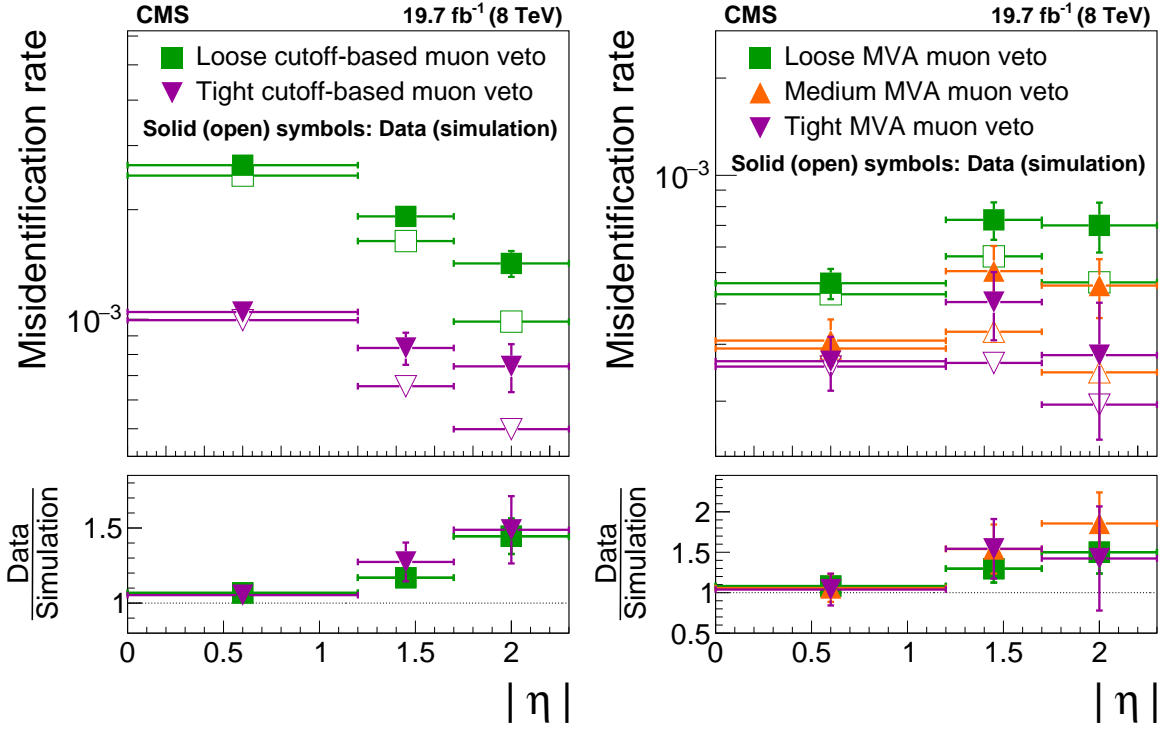 CMS 19.7 fb⁻¹ (8 TeV)
Misidentification rate
Loose cutoff-based muon veto
Tight cutoff-based muon veto
Solid (open) symbols: Data (simulation)
10⁻³
Data
Simulation
1.5
1
0 0.5 1 1.5 2
| η |
CMS 19.7 fb⁻¹ (8 TeV)
Misidentification rate
Loose MVA muon veto
Medium MVA muon veto
Tight MVA muon veto
Solid (open) symbols: Data (simulation)
10⁻³
Data
Simulation
2
1.5
1
0.5
0 0.5 1 1.5 2
| η |